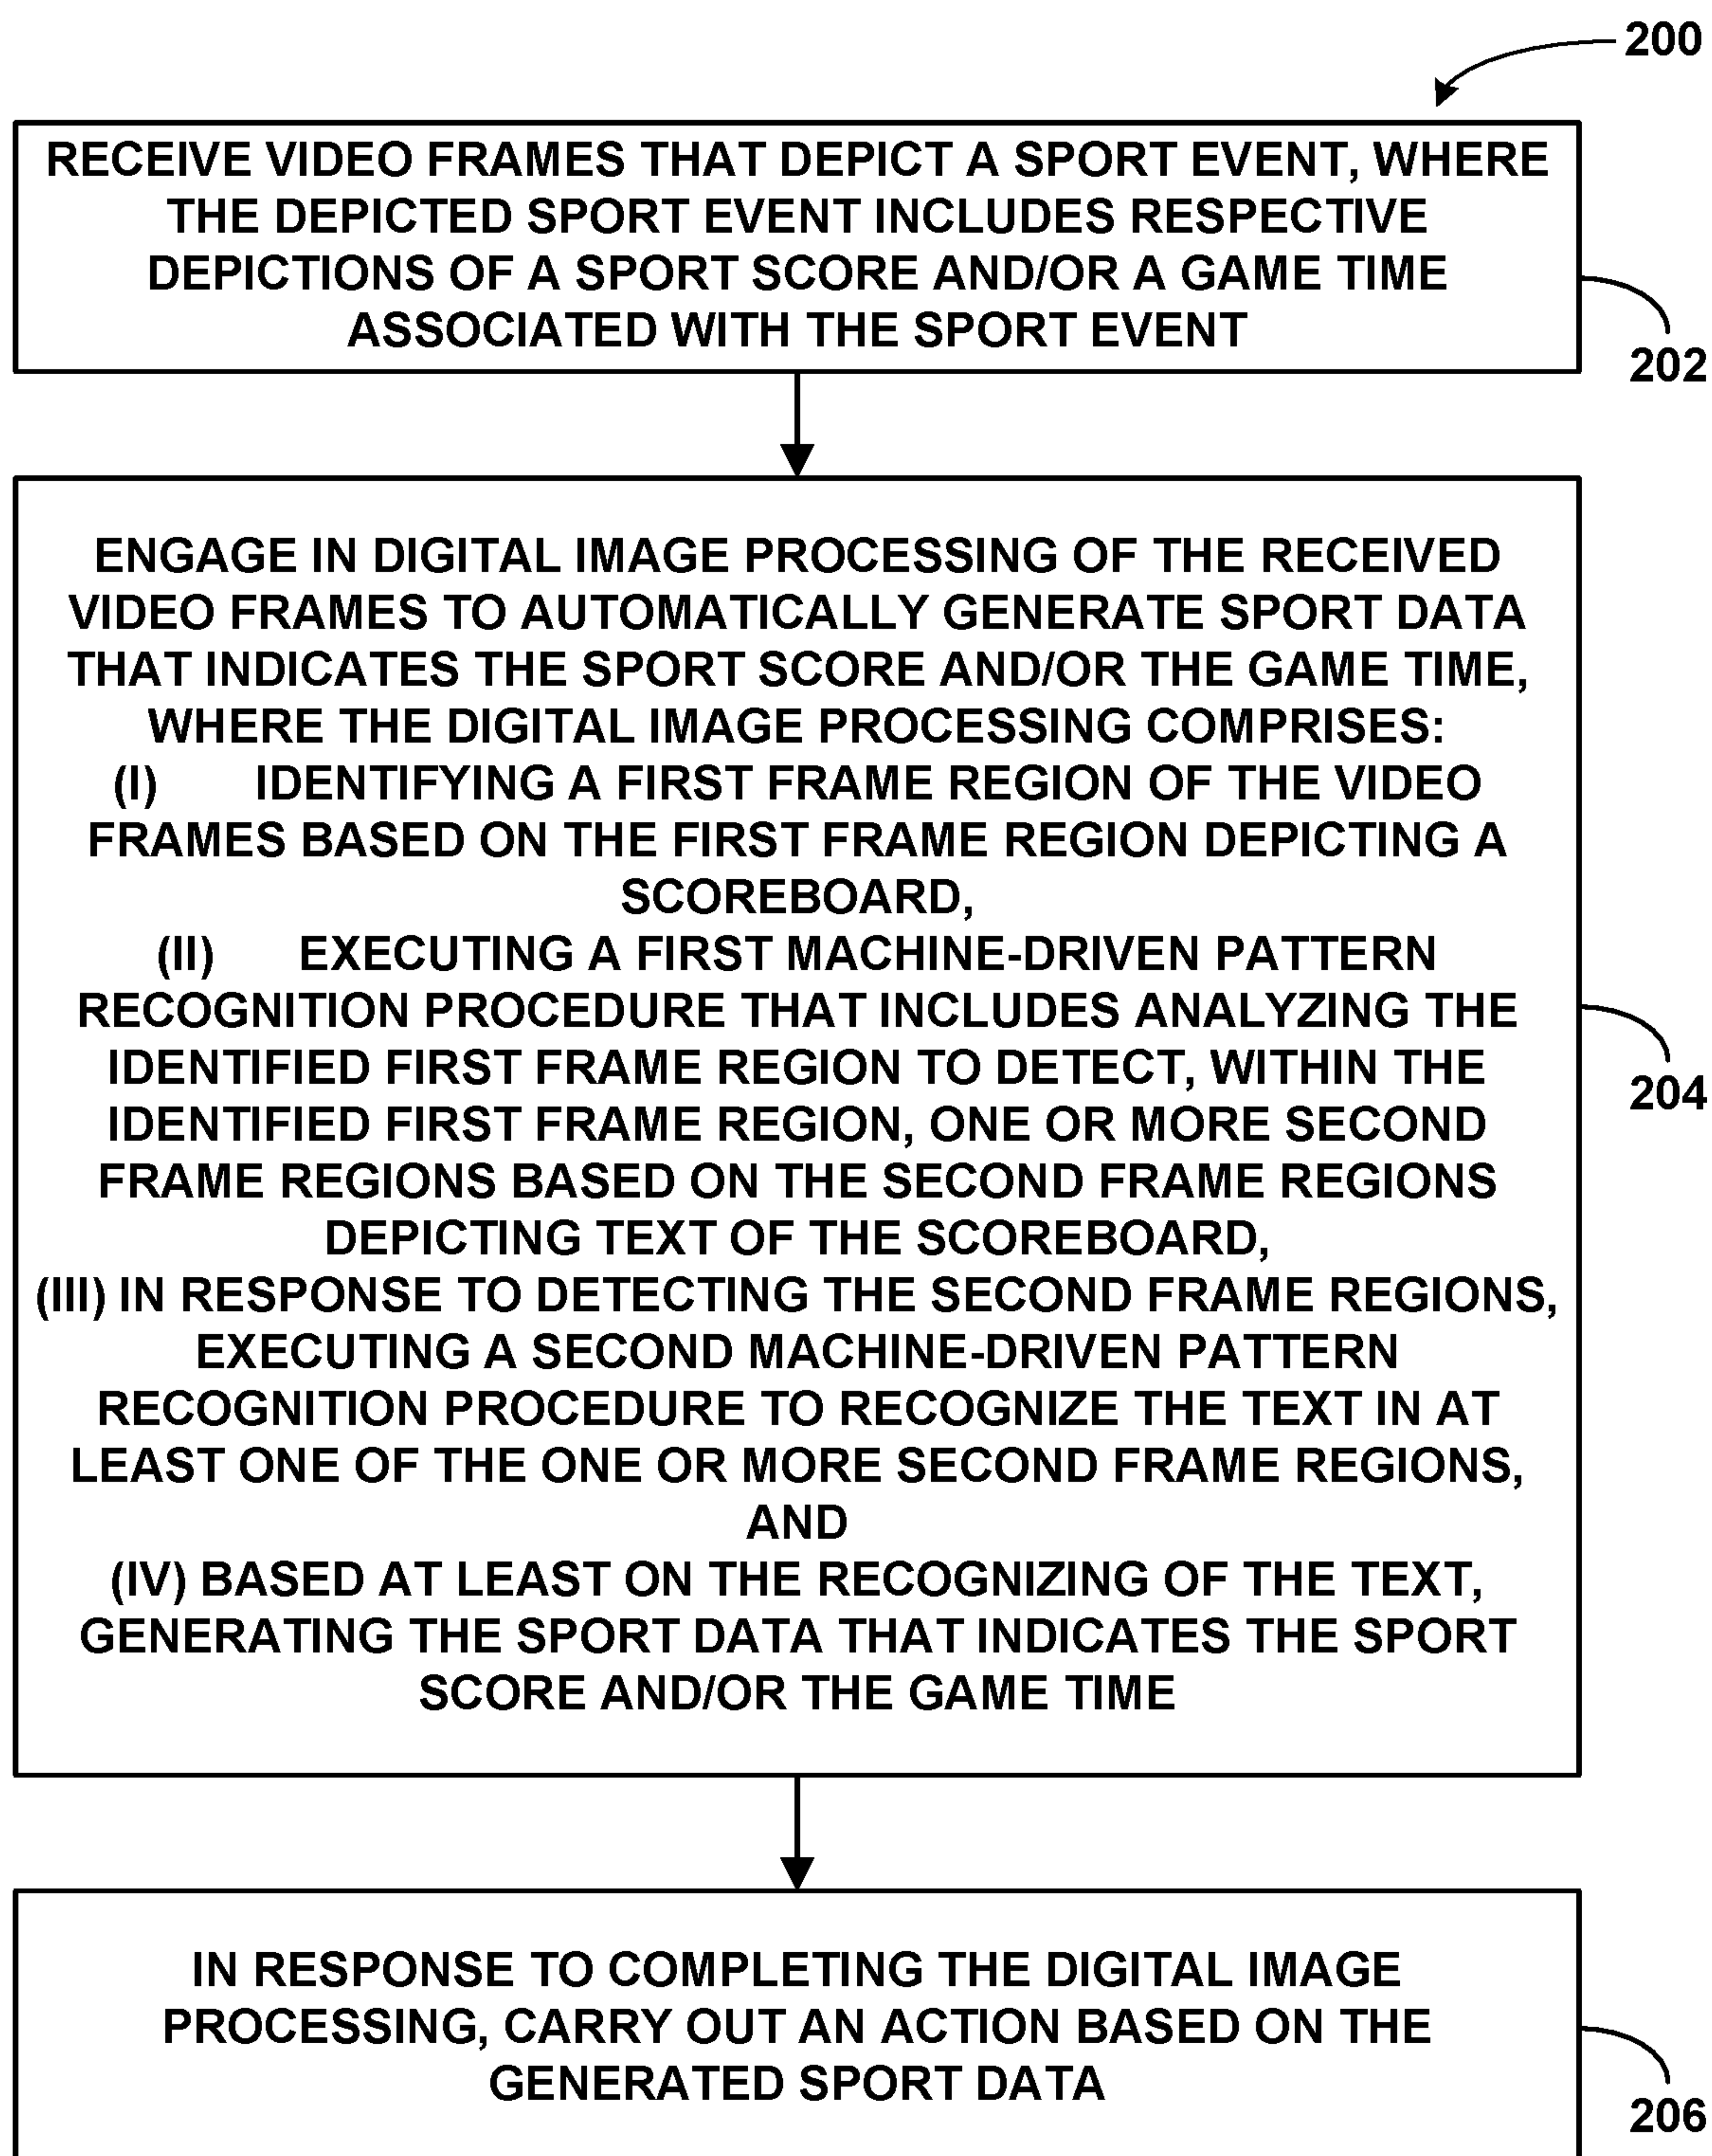 200
RECEIVE VIDEO FRAMES THAT DEPICT A SPORT EVENT, WHERE
THE DEPICTED SPORT EVENT INCLUDES RESPECTIVE
DEPICTIONS OF A SPORT SCORE AND/OR A GAME TIME
ASSOCIATED WITH THE SPORT EVENT
202
ENGAGE IN DIGITAL IMAGE PROCESSING OF THE RECEIVED
VIDEO FRAMES TO AUTOMATICALLY GENERATE SPORT DATA
THAT INDICATES THE SPORT SCORE AND/OR THE GAME TIME,
WHERE THE DIGITAL IMAGE PROCESSING COMPRISES:
(I) IDENTIFYING A FIRST FRAME REGION OF THE VIDEO
FRAMES BASED ON THE FIRST FRAME REGION DEPICTING A
SCOREBOARD,
(II) EXECUTING A FIRST MACHINE-DRIVEN PATTERN
RECOGNITION PROCEDURE THAT INCLUDES ANALYZING THE
IDENTIFIED FIRST FRAME REGION TO DETECT, WITHIN THE
IDENTIFIED FIRST FRAME REGION, ONE OR MORE SECOND
FRAME REGIONS BASED ON THE SECOND FRAME REGIONS
DEPICTING TEXT OF THE SCOREBOARD,
(III) IN RESPONSE TO DETECTING THE SECOND FRAME REGIONS,
EXECUTING A SECOND MACHINE-DRIVEN PATTERN
RECOGNITION PROCEDURE TO RECOGNIZE THE TEXT IN AT
LEAST ONE OF THE ONE OR MORE SECOND FRAME REGIONS,
AND
(IV) BASED AT LEAST ON THE RECOGNIZING OF THE TEXT,
GENERATING THE SPORT DATA THAT INDICATES THE SPORT
SCORE AND/OR THE GAME TIME
204
IN RESPONSE TO COMPLETING THE DIGITAL IMAGE
PROCESSING, CARRY OUT AN ACTION BASED ON THE
GENERATED SPORT DATA
206